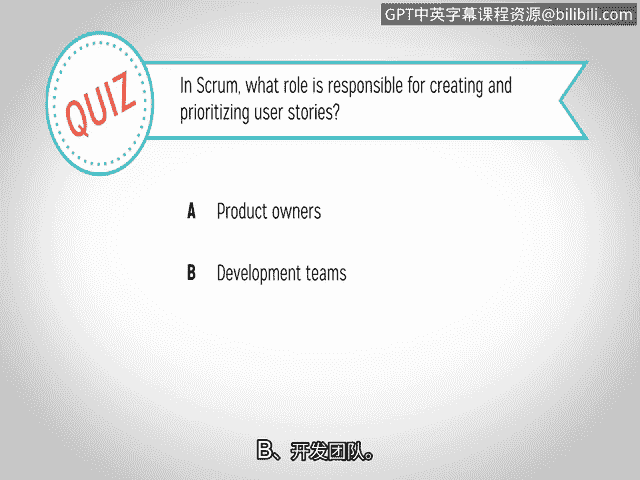 GPT中英字幕课程资源@bilibili.com
QUIZ
In Scrum, what role is responsible for creating and
prioritizing user stories?
A Product owners
B Development teams
B、开发团队。